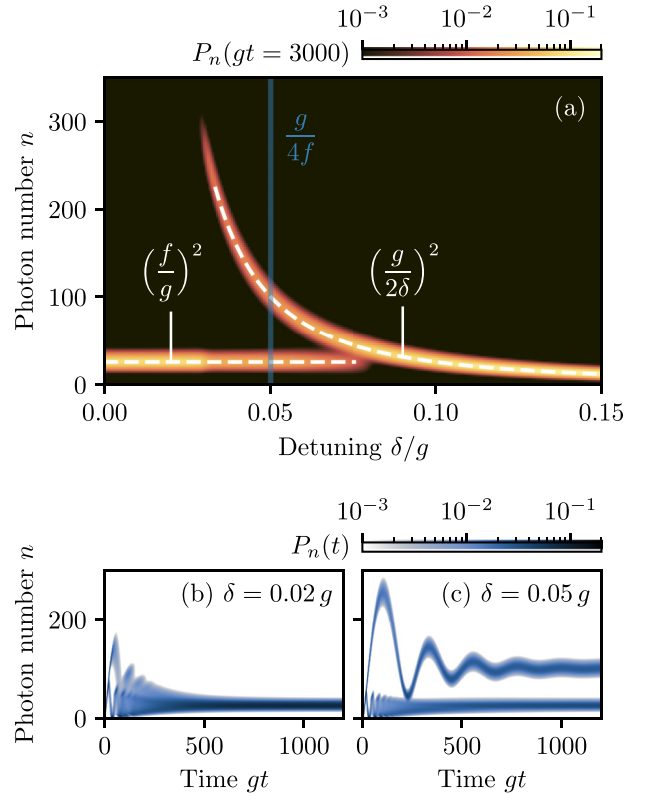 10⁻³ 10⁻² 10⁻¹
Pₙ(gt = 3000)
(a)
Photon number n
300
200
100
0
g/4f
(f/g)²
(g/2δ)²
0.00 0.05 0.10 0.15
Detuning δ/g
10⁻³ 10⁻² 10⁻¹
Pₙ(t)
Photon number n
200
0
(b) δ = 0.02 g
(c) δ = 0.05 g
0 500 1000
0 500 1000
Time gt
Time gt